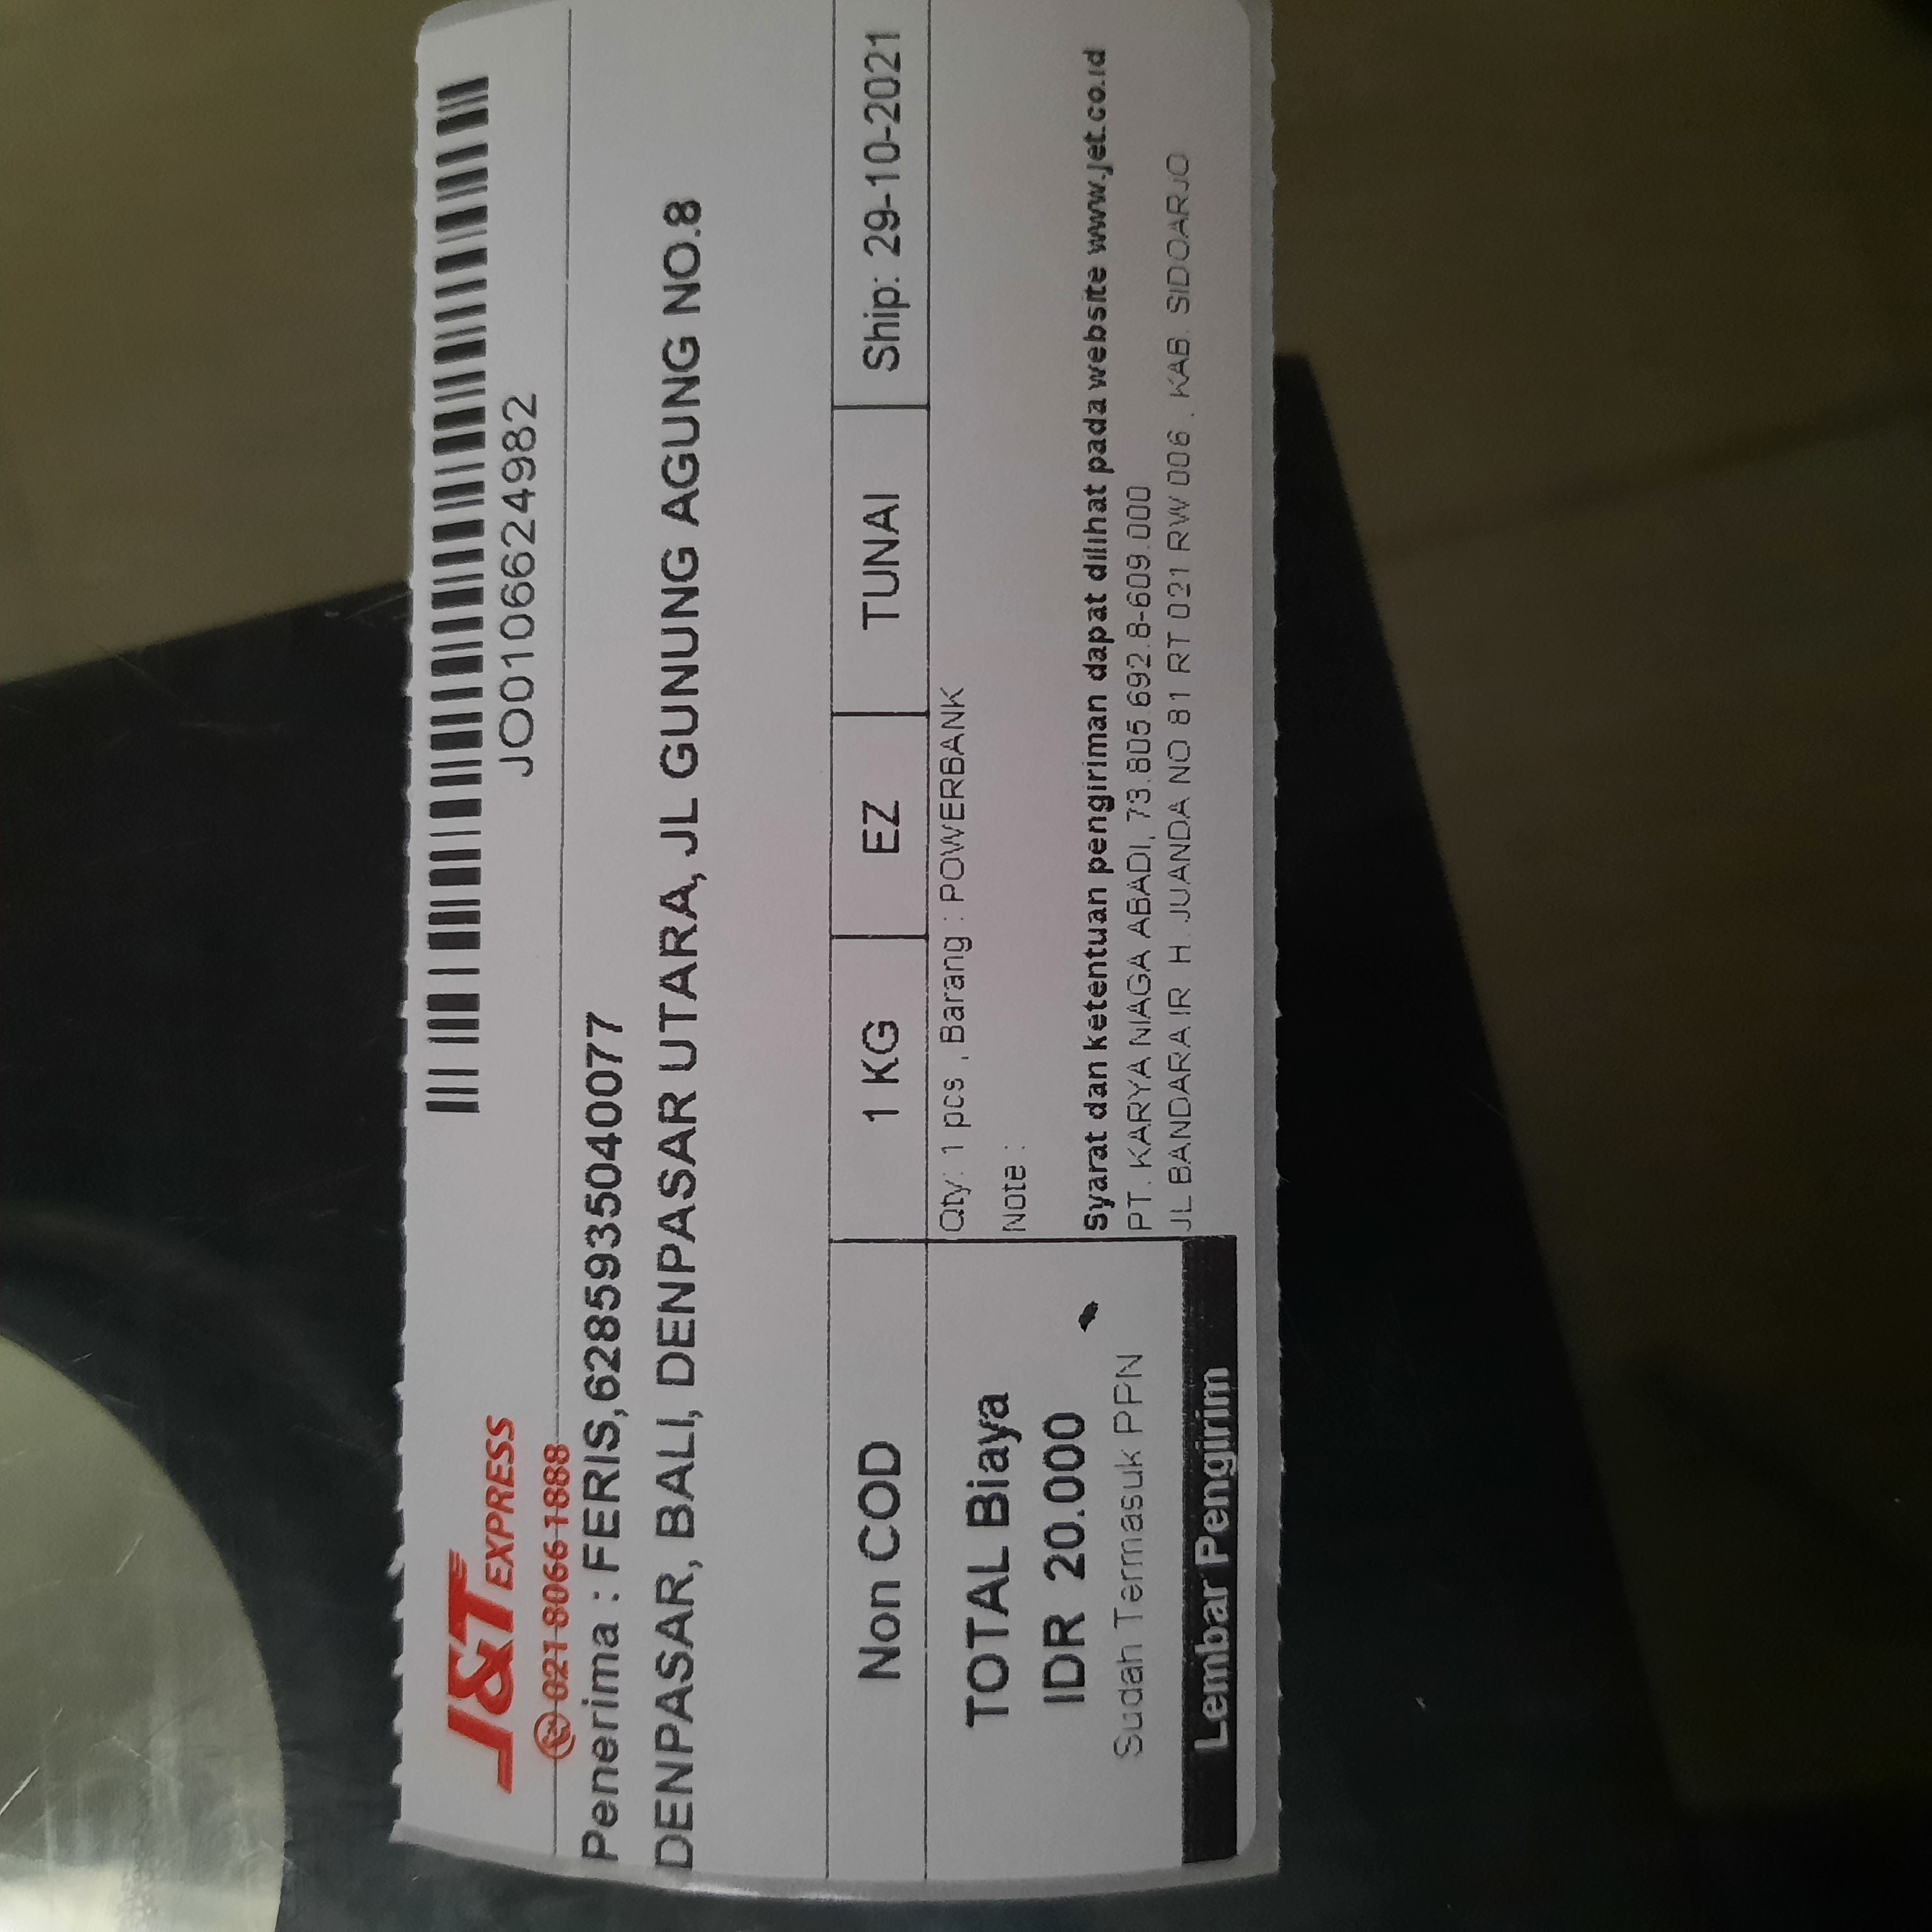 J&T EXPRESS
JO0106624982
021 8066 1888
Penerima : FERIS,6285935040077
DENPASAR, BALI, DENPASAR UTARA, JL GUNUNG AGUNG NO.8
Non COD 1 KG EZ TUNAI Ship: 29-10-2021
TOTAL Biaya
IDR 20.000
Sudah Termasuk PPN
Lembar Pengirim
Qty: 1 pcs , Barang : POWERBANK
Note :
Syarat dan ketentuan pengiriman dapat dilihat pada website www.jet.co.id
PT. KARYA NIAGA ABADI, 73.805.692.8-609.000
JL BANDARA IR. H. JUANDA NO 81 RT 021 RW 006 , KAB. SIDOARJO